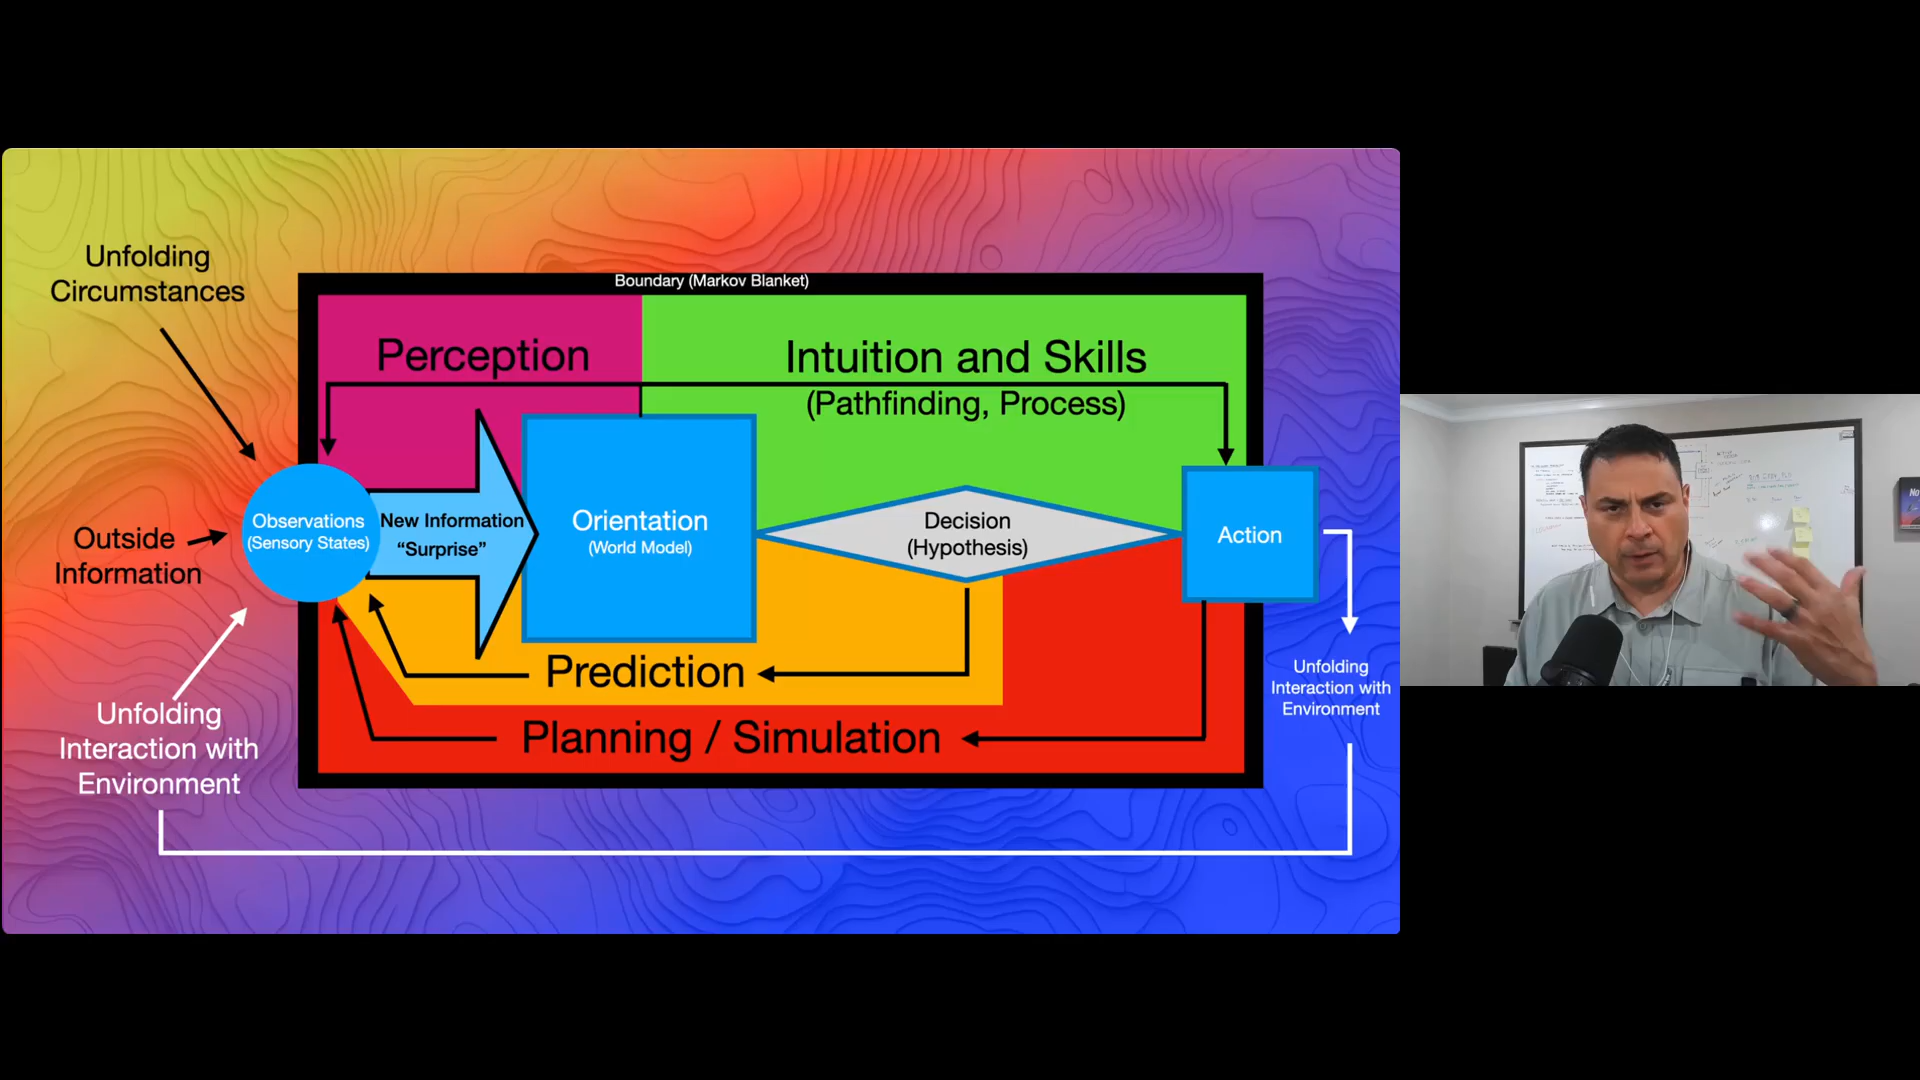 Boundary (Markov Blanket)
Unfolding
Circumstances
Perception
Intuition and Skills
(Pathfinding, Process)
Outside
Information
Observations
(Sensory States)
New Information
“Surprise”
Orientation
(World Model)
Decision
(Hypothesis)
Action
Prediction
Planning / Simulation
Unfolding
Interaction with
Environment
Unfolding
Interaction with
Environment
No